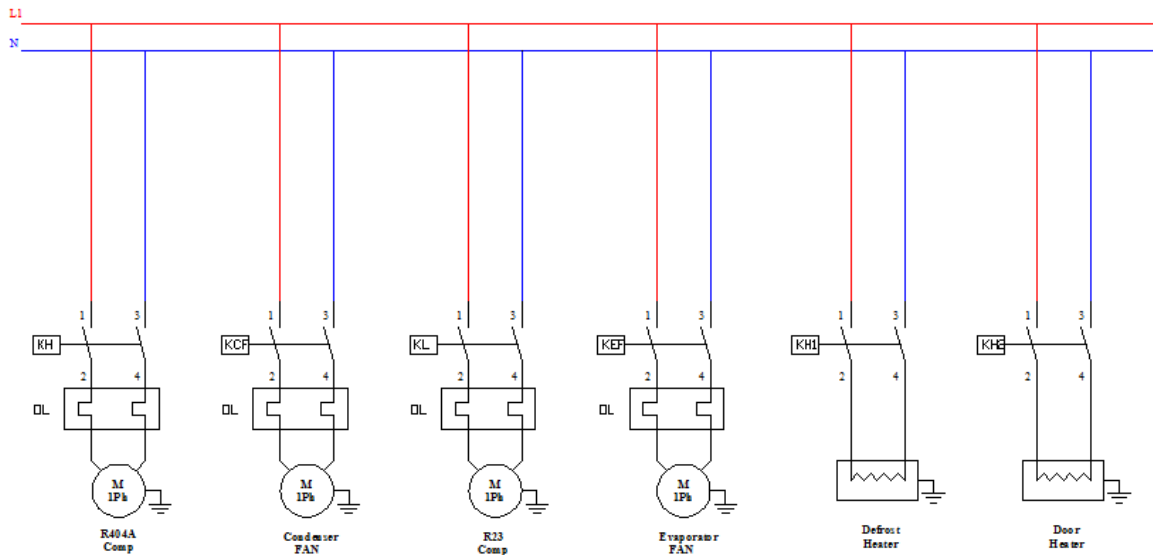 L1
N
1 3
1 3
1 3
1 3
1 3
1 3
KH
KCF
KL
KEF
KH1
KH2
2 4
2 4
2 4
2 4
2 4
2 4
OL
OL
OL
OL
M
1Ph
M
1Ph
M
1Ph
M
1Ph
R404A
Comp
Condenser
FAN
R23
Comp
Evaporator
FAN
Defrost
Heater
Door
Heater